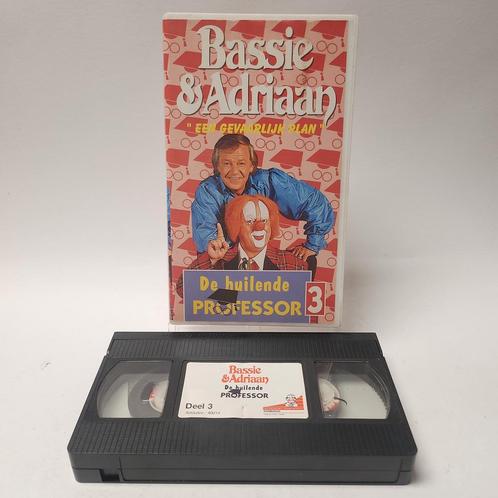 Bassie
& Adriaan
"EEN GEVAARLIJK PLAN"
De huilende
PROFESSOR 3
Bassie
& Adriaan
De huilende
PROFESSOR
Deel 3